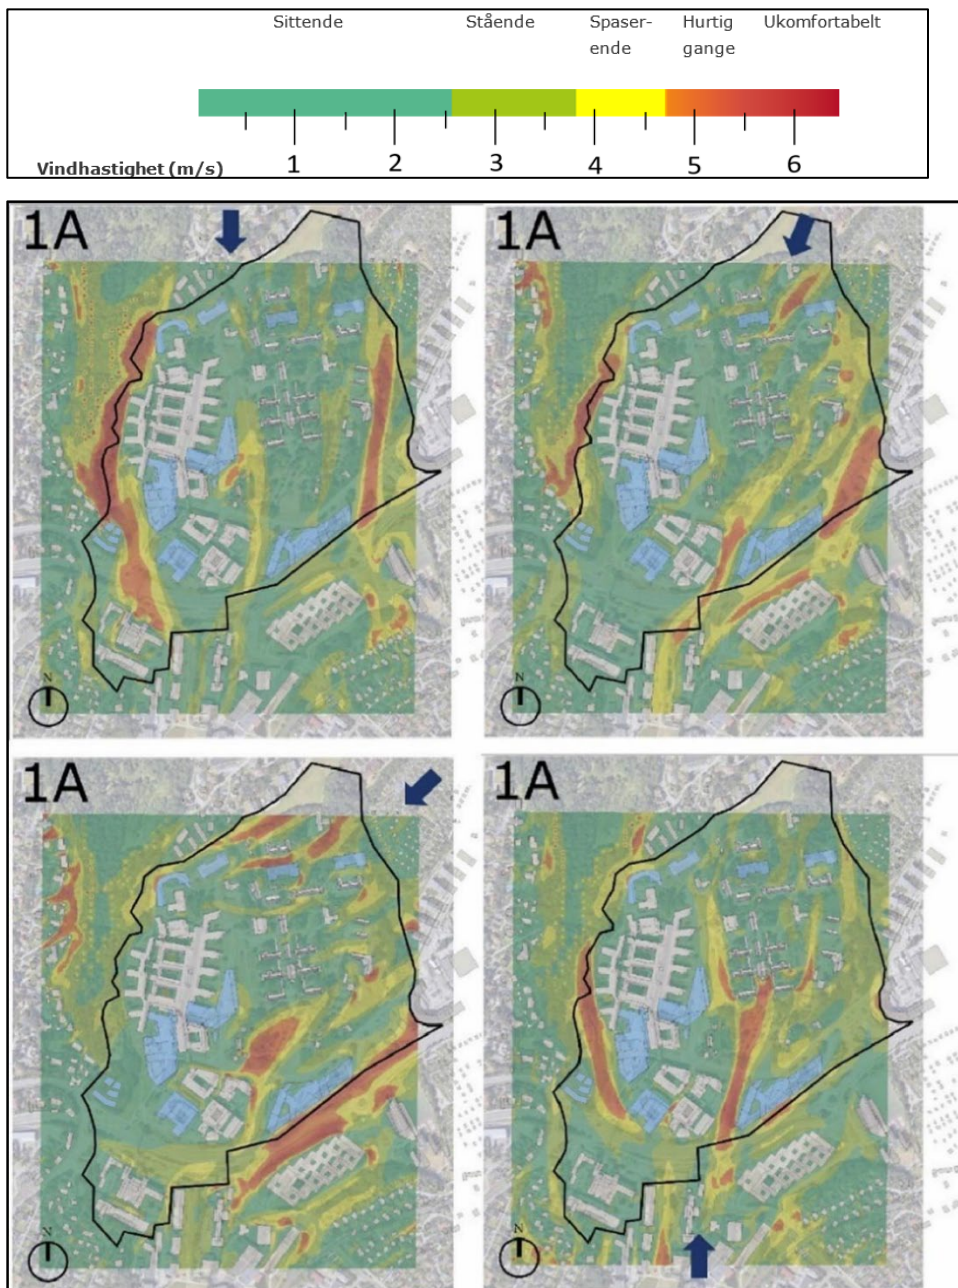 Sittende Stående Spaser- Hurtig Ukomfortabelt
ende gange
Vindhastighet (m/s) 1 2 3 4 5 6
1A 1A
N N
1A 1A
N N